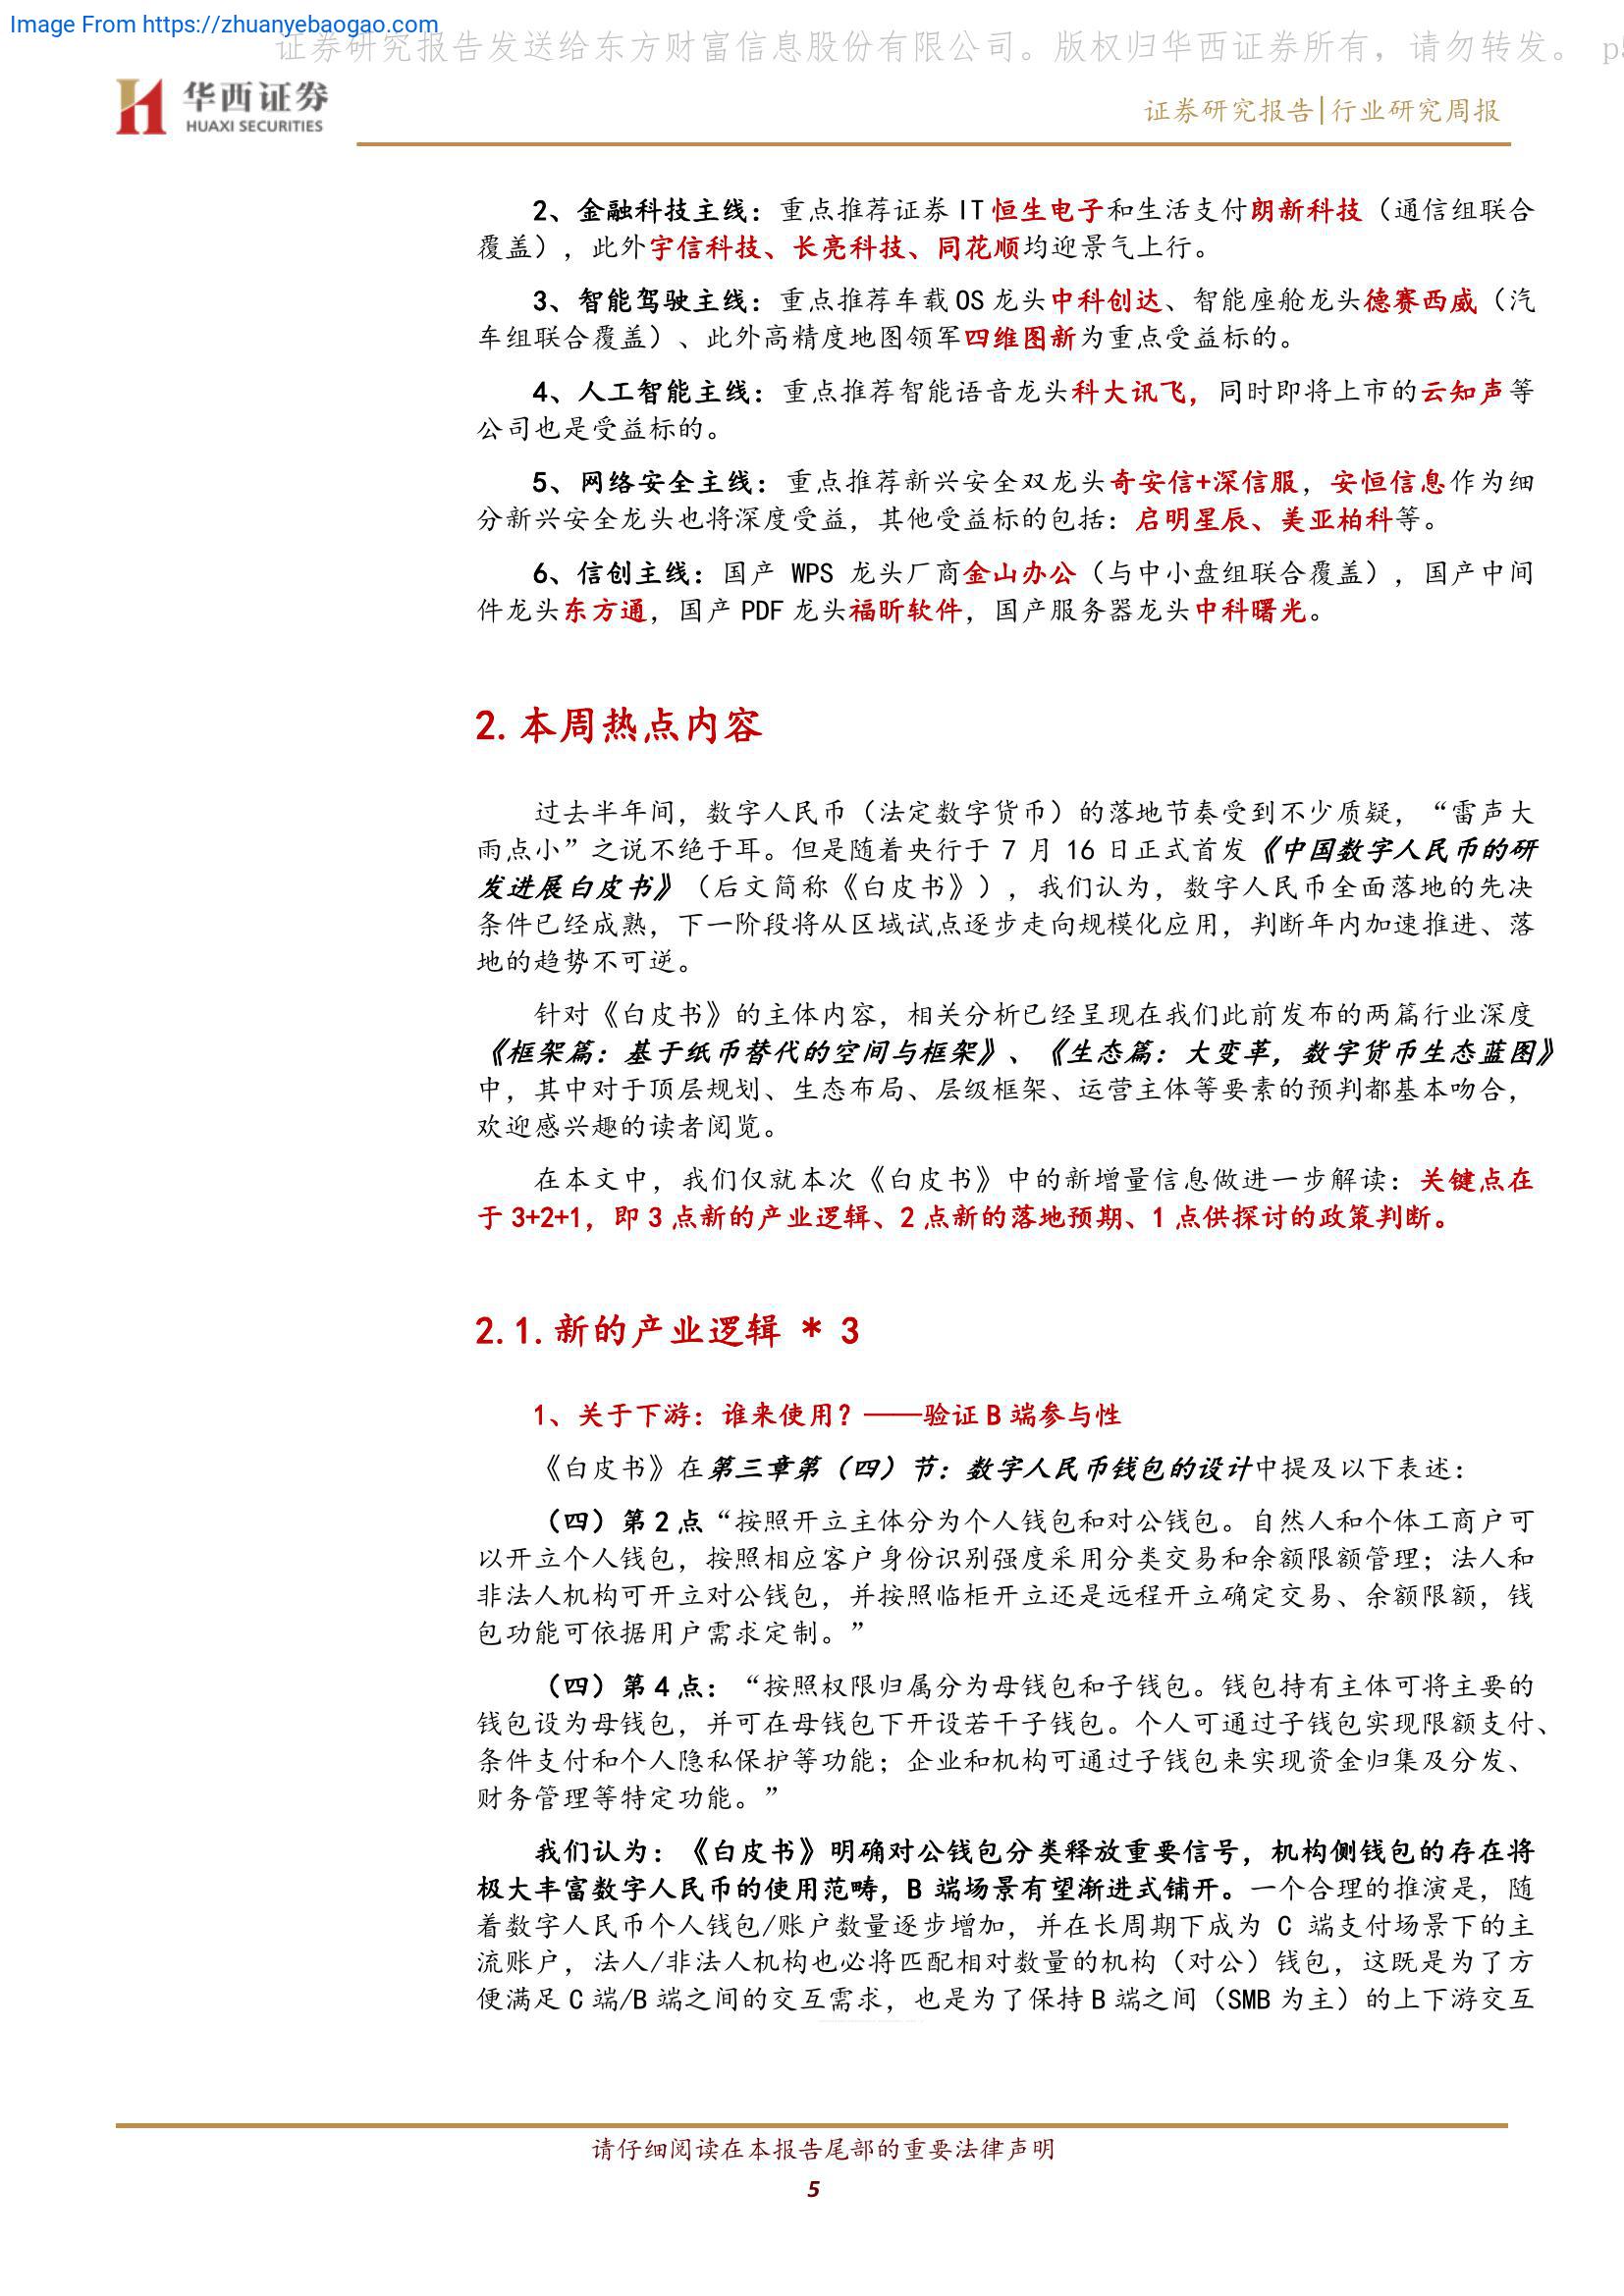 Image From https://zhuanyebaogao.com
证券研究报告发送给东方财富信息股份有限公司。版权归华西证券所有，请勿转发。 p5
华西证券
HUAXI SECURITIES
证券研究报告|行业研究周报
2、金融科技主线：重点推荐证券 IT 恒生电子和生活支付朗新科技（通信组联合
覆盖），此外宇信科技、长亮科技、同花顺均迎景气上行。
3、智能驾驶主线：重点推荐车载 OS 龙头中科创达、智能座舱龙头德赛西威（汽
车组联合覆盖）、此外高精度地图领军四维图新为重点受益标的。
4、人工智能主线：重点推荐智能语音龙头科大讯飞，同时即将上市的云知声等
公司也是受益标的。
5、网络安全主线：重点推荐新兴安全双龙头奇安信+深信服，安恒信息作为细
分新兴安全龙头也将深度受益，其他受益标的包括：启明星辰、美亚柏科等。
6、信创主线：国产 WPS 龙头厂商金山办公（与中小盘组联合覆盖），国产中间
件龙头东方通，国产 PDF 龙头福昕软件，国产服务器龙头中科曙光。
2. 本周热点内容
过去半年间，数字人民币（法定数字货币）的落地节奏受到不少质疑，“雷声大
雨点小”之说不绝于耳。但是随着央行于 7 月 16 日正式首发《中国数字人民币的研
发进展白皮书》（后文简称《白皮书》），我们认为，数字人民币全面落地的先决
条件已经成熟，下一阶段将从区域试点逐步走向规模化应用，判断年内加速推进、落
地的趋势不可逆。
针对《白皮书》的主体内容，相关分析已经呈现在我们此前发布的两篇行业深度
《框架篇：基于纸币替代的空间与框架》、《生态篇：大变革，数字货币生态蓝图》
中，其中对于顶层规划、生态布局、层级框架、运营主体等要素的预判都基本吻合，
欢迎感兴趣的读者阅览。
在本文中，我们仅就本次《白皮书》中的新增量信息做进一步解读：关键点在
于 3+2+1，即 3 点新的产业逻辑、2 点新的落地预期、1 点供探讨的政策判断。
2.1. 新的产业逻辑 * 3
1、关于下游：谁来使用？——验证 B 端参与性
《白皮书》在第三章第（四）节：数字人民币钱包的设计中提及以下表述：
（四）第 2 点“按照开立主体分为个人钱包和对公钱包。自然人和个体工商户可
以开立个人钱包，按照相应客户身份识别强度采用分类交易和余额限额管理；法人和
非法人机构可开立对公钱包，并按照临柜开立还是远程开立确定交易、余额限额，钱
包功能可依据用户需求定制。”
（四）第 4 点：“按照权限归属分为母钱包和子钱包。钱包持有主体可将主要的
钱包设为母钱包，并可在母钱包下开设若干子钱包。个人可通过子钱包实现限额支付、
条件支付和个人隐私保护等功能；企业和机构可通过子钱包来实现资金归集及分发、
财务管理等特定功能。”
我们认为：《白皮书》明确对公钱包分类释放重要信号，机构侧钱包的存在将
极大丰富数字人民币的使用范畴，B 端场景有望渐进式铺开。一个合理的推演是，随
着数字人民币个人钱包/账户数量逐步增加，并在长周期下成为 C 端支付场景下的主
流账户，法人/非法人机构也必将匹配相对数量的机构（对公）钱包，这既是为了方
便满足 C 端/B 端之间的交互需求，也是为了保持 B 端之间（SMB 为主）的上下游交互
请仔细阅读在本报告尾部的重要法律声明
5